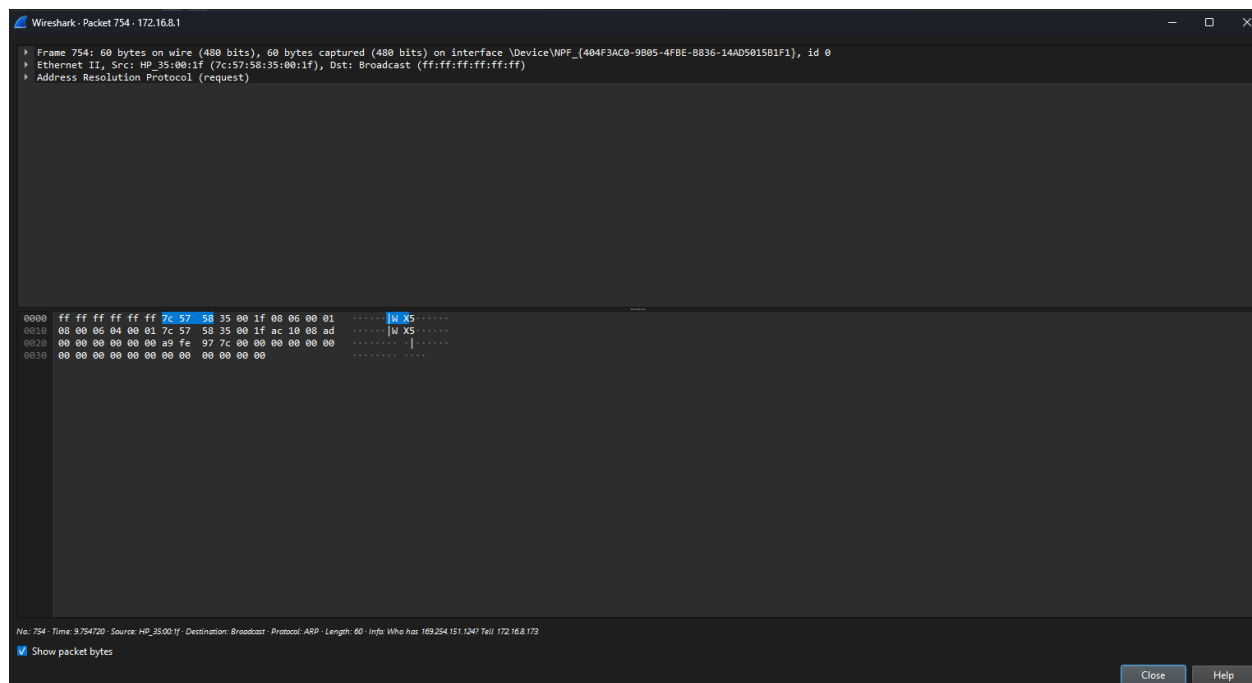 Wireshark · Packet 754 · 172.16.8.1
Frame 754: 60 bytes on wire (480 bits), 60 bytes captured (480 bits) on interface \Device\NPF_{404F3AC0-9B05-4FBE-B836-14AD5015B1F1}, id 0
Ethernet II, Src: HP_35:00:1f (7c:57:58:35:00:1f), Dst: Broadcast (ff:ff:ff:ff:ff:ff)
Address Resolution Protocol (request)
0000 ff ff ff ff ff ff 7c 57 58 35 00 1f 08 06 00 01 ······|W X5······
0010 08 00 06 04 00 01 7c 57 58 35 00 1f ac 10 08 ad ······|W X5······
0020 00 00 00 00 00 00 a9 fe 97 7c 00 00 00 00 00 00 ········ ·|······
0030 00 00 00 00 00 00 00 00 00 00 00 00 ········ ····
No.: 754 · Time: 9.754720 · Source: HP_35:00:1f · Destination: Broadcast · Protocol: ARP · Length: 60 · Info: Who has 169.254.151.124? Tell 172.16.8.173
Show packet bytes
Close Help